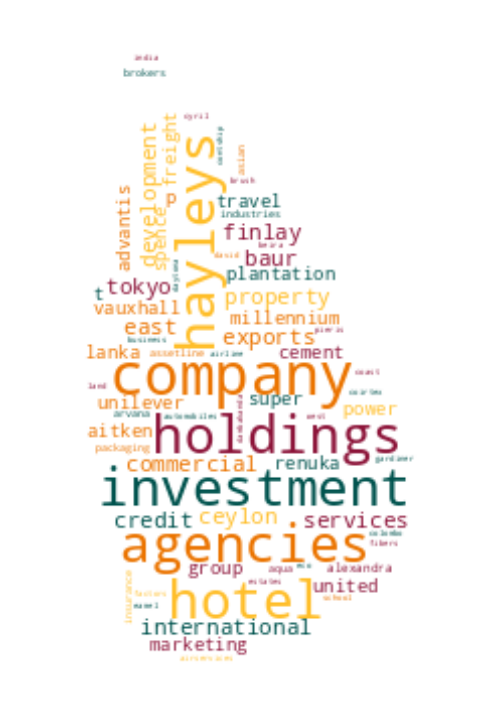 india
brokers
cyril
hayleys
development
freight
spence
asian
brush
p
travel
industries
advantis
finlay
beira
david
baur
plantation
tokyo
t
property
vauxhall
millennium
east
pieris
exports
business
lanka
assetline
airline
cement
company
coast
land
unilever
super
power
aryana
automobiles
west
aitken
holdings
packaging
commercial
renuka
gardiner
investment
credit
ceylon
services
agencies
colombo
fibers
group
aqua
eco
alexandra
estates
united
insurance
hotel
school
international
marketing